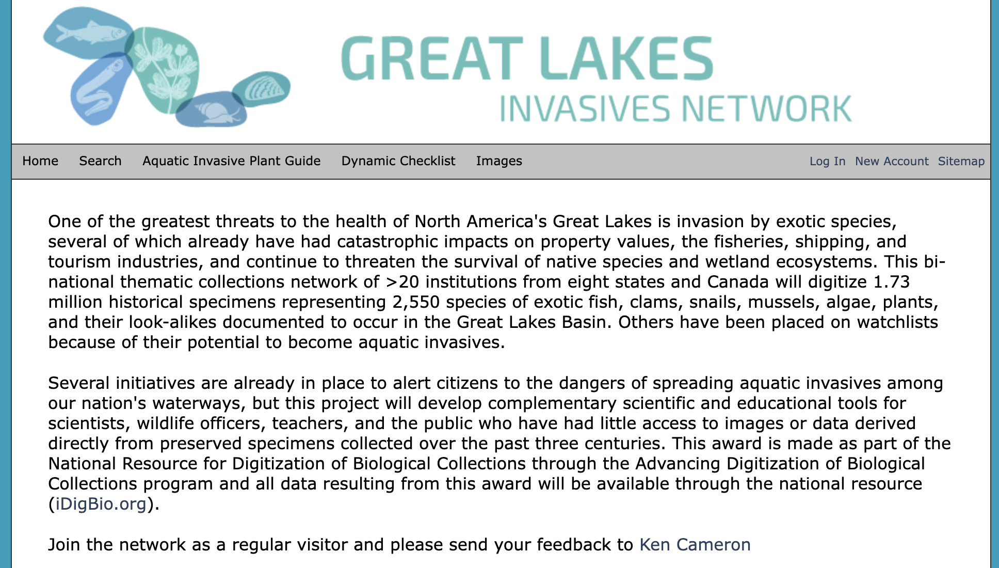 GREAT LAKES
INVASIVES NETWORK
Home Search Aquatic Invasive Plant Guide Dynamic Checklist Images Log In New Account Sitemap
One of the greatest threats to the health of North America's Great Lakes is invasion by exotic species,
several of which already have had catastrophic impacts on property values, the fisheries, shipping, and
tourism industries, and continue to threaten the survival of native species and wetland ecosystems. This bi-
national thematic collections network of >20 institutions from eight states and Canada will digitize 1.73
million historical specimens representing 2,550 species of exotic fish, clams, snails, mussels, algae, plants,
and their look-alikes documented to occur in the Great Lakes Basin. Others have been placed on watchlists
because of their potential to become aquatic invasives.
Several initiatives are already in place to alert citizens to the dangers of spreading aquatic invasives among
our nation's waterways, but this project will develop complementary scientific and educational tools for
scientists, wildlife officers, teachers, and the public who have had little access to images or data derived
directly from preserved specimens collected over the past three centuries. This award is made as part of the
National Resource for Digitization of Biological Collections through the Advancing Digitization of Biological
Collections program and all data resulting from this award will be available through the national resource
(iDigBio.org).
Join the network as a regular visitor and please send your feedback to Ken Cameron